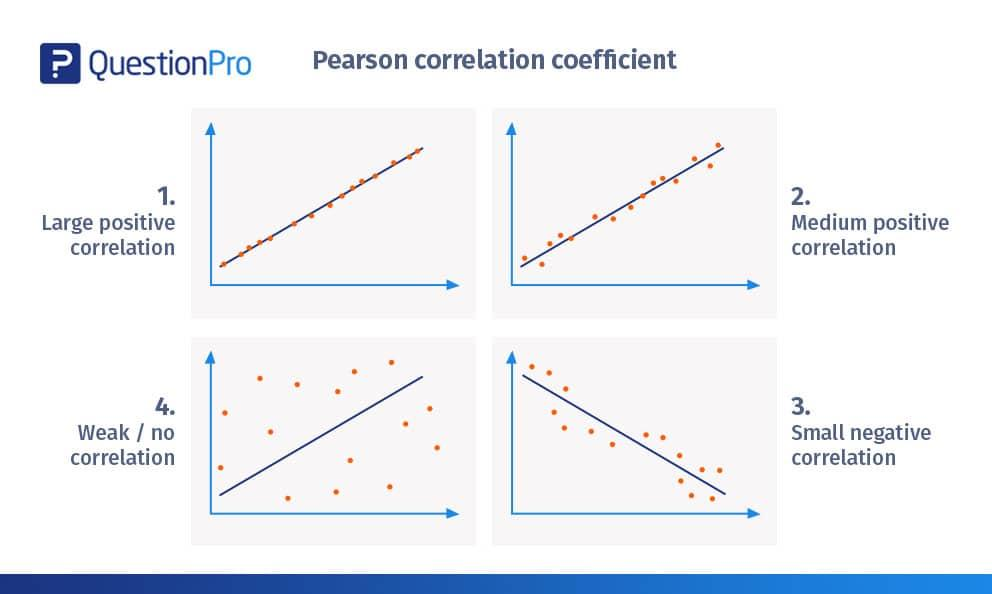 QuestionPro
Pearson correlation coefficient
1.
Large positive
correlation
2.
Medium positive
correlation
4.
Weak / no
correlation
3.
Small negative
correlation